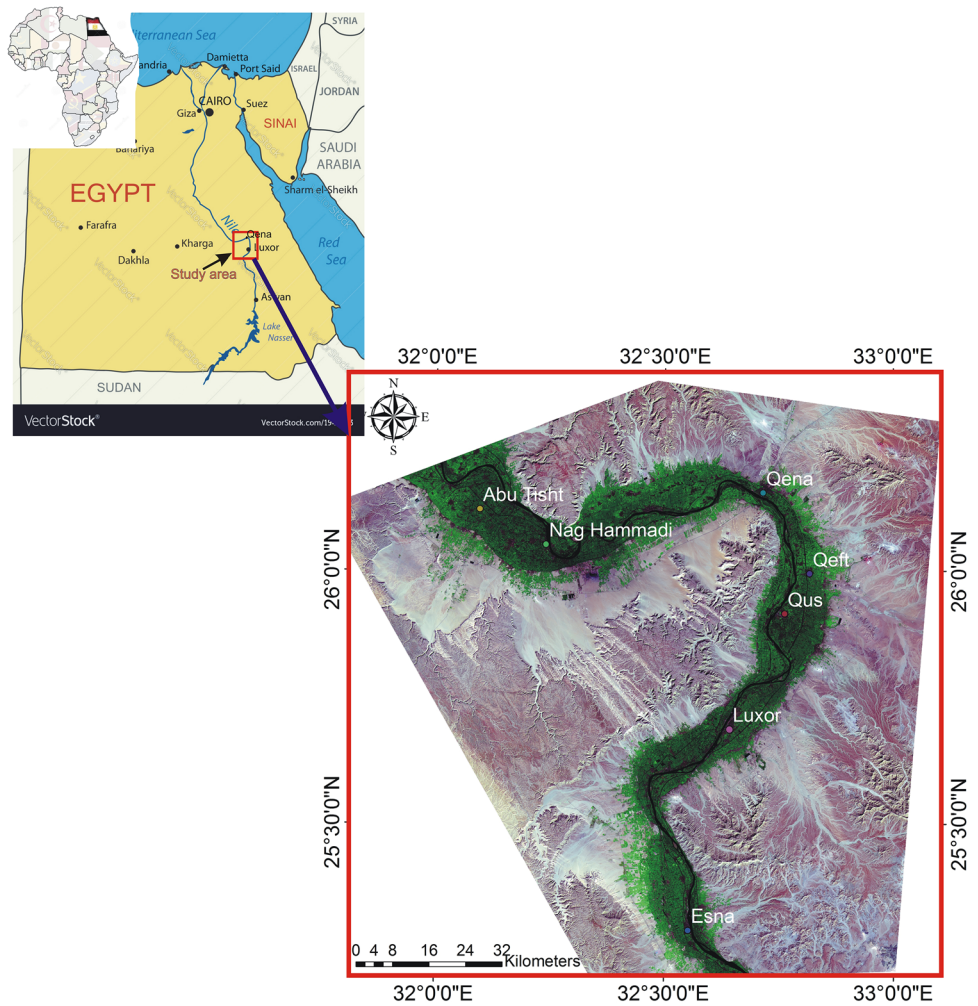 SYRIA
iterranean Sea
andria
Damietta
Port Said
ISRAEL
JORDAN
CAIRO
Giza
Suez
SINAI
SAUDI
ARABIA
Bahariya
Sharm el-Sheikh
EGYPT
Farafra
Nile
Qena
Red
Sea
Kharga
Luxor
Dakhla
Study area
Aswan
Lake
Nasser
SUDAN
VectorStock®
VectorStock.com/19
32°0'0"E
32°30'0"E
33°0'0"E
N
E
S
Abu Tisht
Qena
Nag Hammadi
Qeft
26°0'0"N
26°0'0"N
Qus
Luxor
25°30'0"N
25°30'0"N
Esna
0 4 8 16 24 32
Kilometers
32°0'0"E
32°30'0"E
33°0'0"E